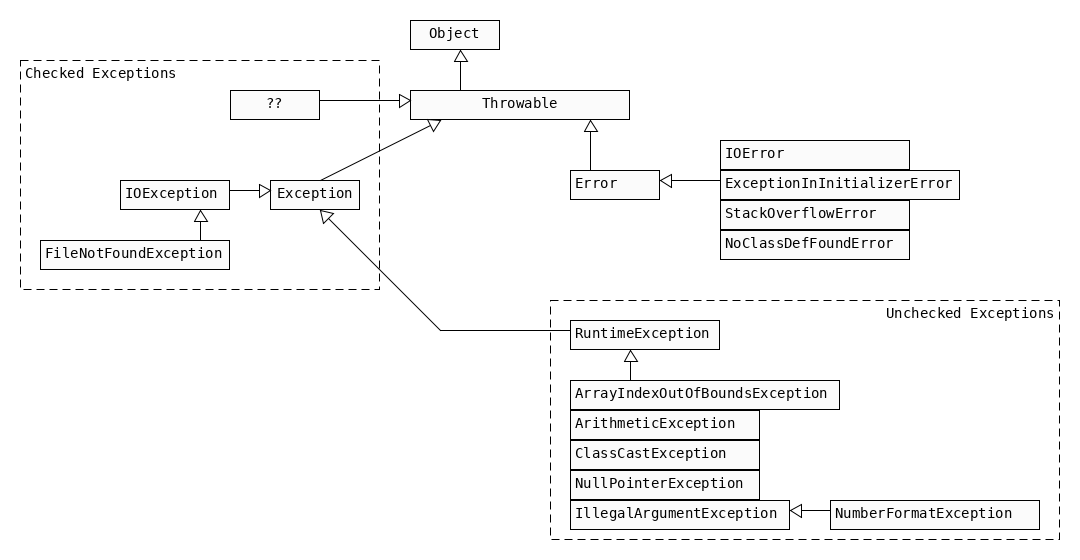 Object
Checked Exceptions
??
Throwable
IOError
IOException
Exception
Error
ExceptionInInitializerError
StackOverflowError
FileNotFoundException
NoClassDefFoundError
Unchecked Exceptions
RuntimeException
ArrayIndexOutOfBoundsException
ArithmeticException
ClassCastException
NullPointerException
IllegalArgumentException
NumberFormatException